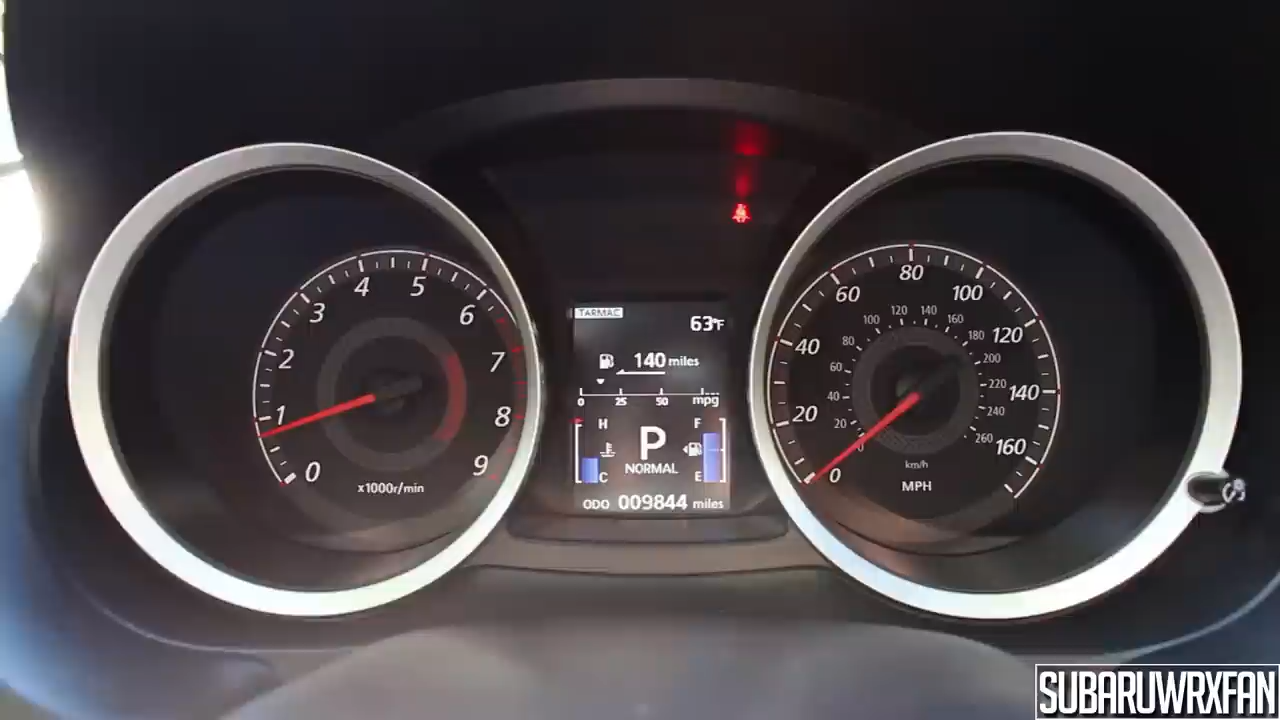 0 1 2 3 4 5 6 7 8 9
x1000r/min
TARMAC
63°F
140 miles
0 25 50 mpg
H F
P
NORMAL
C E
ODO 009844 miles
0 20 40 60 80 100 120 140 160
0 20 40 60 80 100 120 140 160 180 200 220 240 260
km/h
MPH
SUBARUWRXFAN